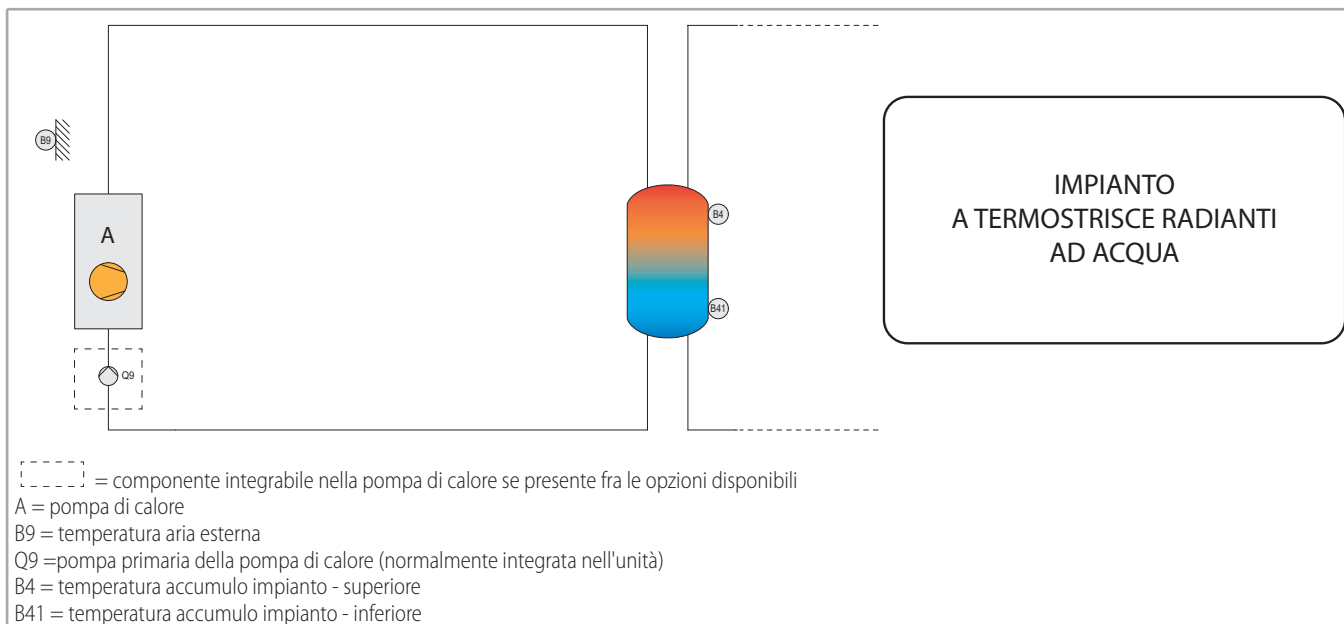 B9
A
Q9
B4
B41
IMPIANTO
A TERMOSTRISCE RADIANTI
AD ACQUA
= componente integrabile nella pompa di calore se presente fra le opzioni disponibili
A = pompa di calore
B9 = temperatura aria esterna
Q9 =pompa primaria della pompa di calore (normalmente integrata nell'unità)
B4 = temperatura accumulo impianto - superiore
B41 = temperatura accumulo impianto - inferiore